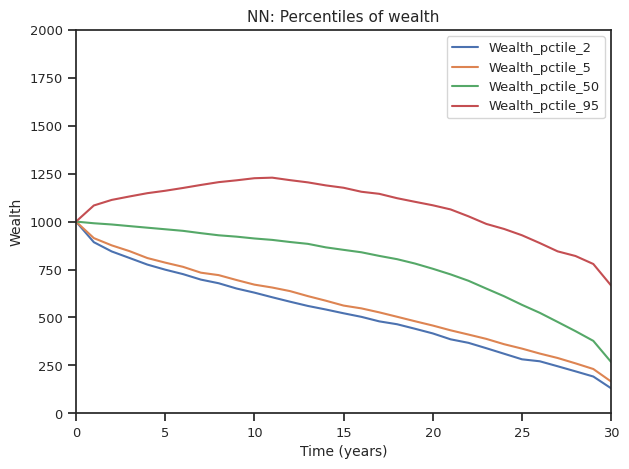 NN: Percentiles of wealth
2000
1750
1500
1250
1000
750
500
250
0
Wealth
Wealth_pctile_2
Wealth_pctile_5
Wealth_pctile_50
Wealth_pctile_95
0 5 10 15 20 25 30
Time (years)